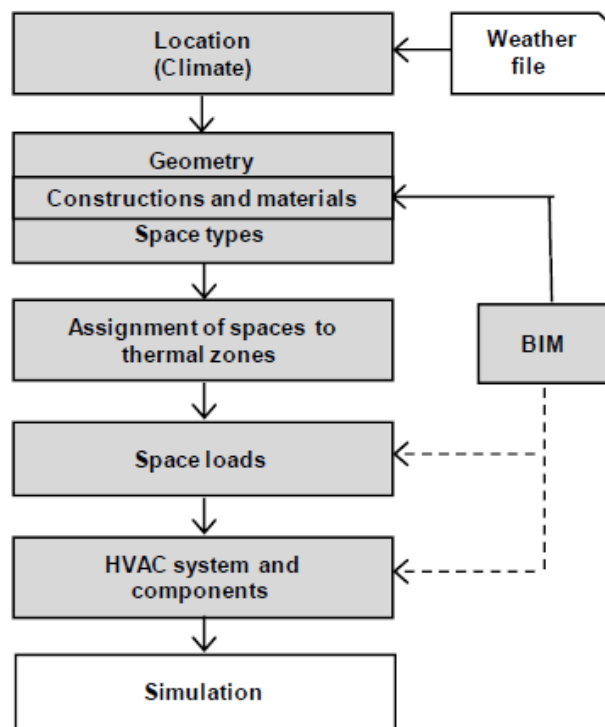 Location
(Climate)
Weather
file
Geometry
Constructions and materials
Space types
Assignment of spaces to
thermal zones
BIM
Space loads
HVAC system and
components
Simulation